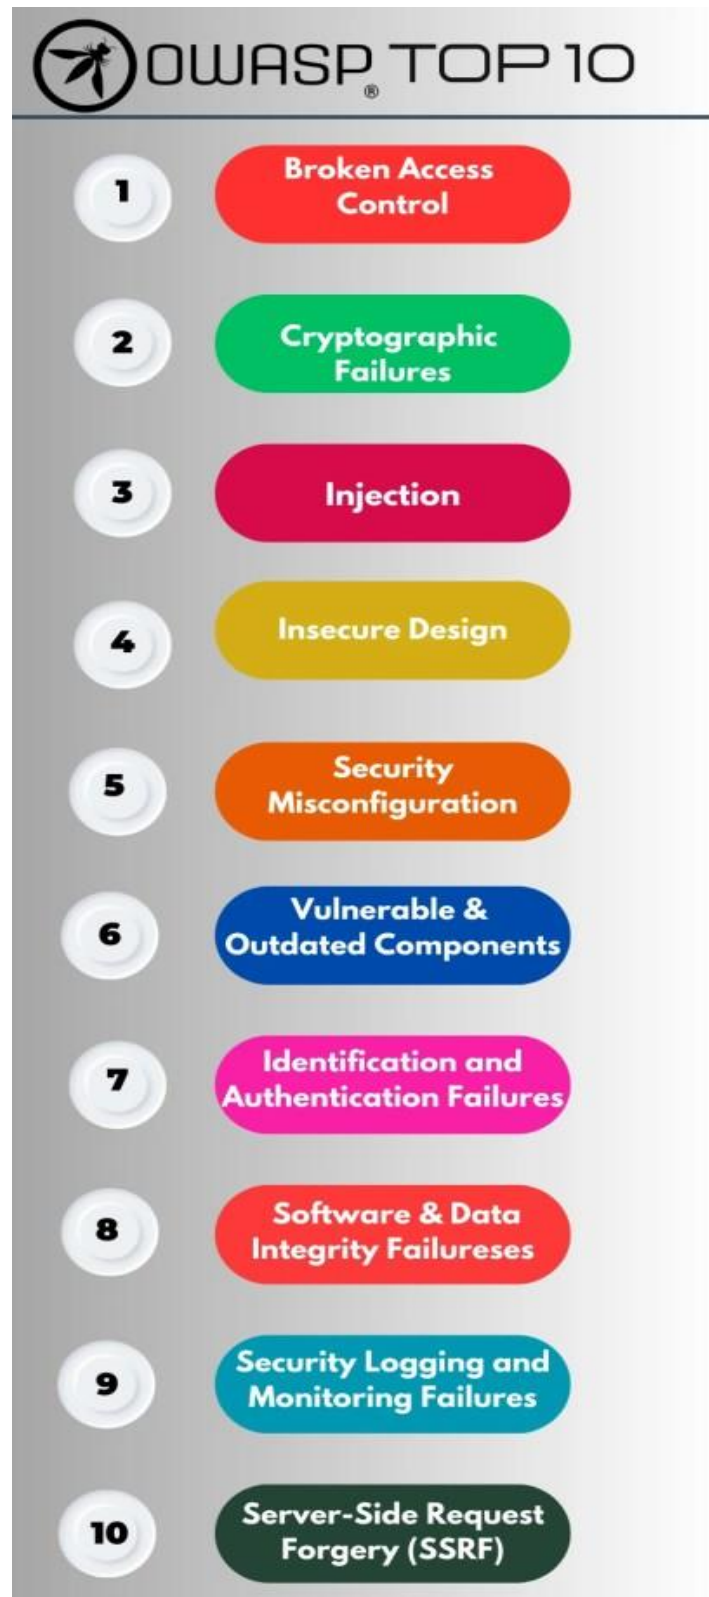 OWASP® TOP 10
1
Broken Access
Control
2
Cryptographic
Failures
3
Injection
4
Insecure Design
5
Security
Misconfiguration
6
Vulnerable &
Outdated Components
7
Identification and
Authentication Failures
8
Software & Data
Integrity Failureses
9
Security Logging and
Monitoring Failures
10
Server-Side Request
Forgery (SSRF)